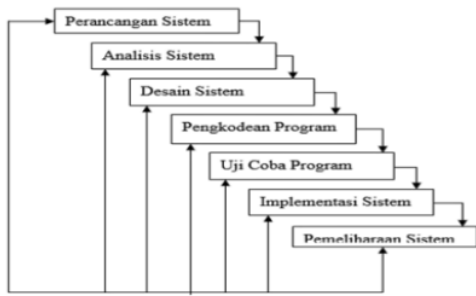 Perancangan Sistem
Analisis Sistem
Desain Sistem
Pengkodean Program
Uji Coba Program
Implementasi Sistem
Pemeliharaan Sistem